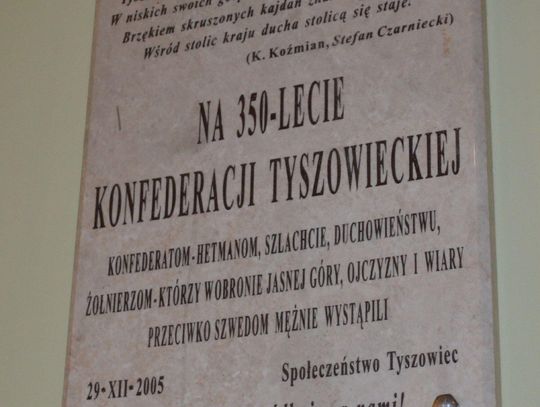 W niskich swoich
Brzękiem skruszonych kajdan
Wśród stolic kraju ducha stolicą się staje.
(K. Koźmian, Stefan Czarniecki)
NA 350-LECIE
KONFEDERACJI TYSZOWIECKIEJ
KONFEDERATOM-HETMANOM, SZLACHCIE, DUCHOWIEŃSTWU,
ŻOŁNIERZOM-KTÓRZY WOBRONIE JASNEJ GÓRY, OJCZYZNY I WIARY
PRZECIWKO SZWEDOM MĘŻNIE WYSTĄPILI
Społeczeństwo Tyszowiec
29-XII-2005
nami!